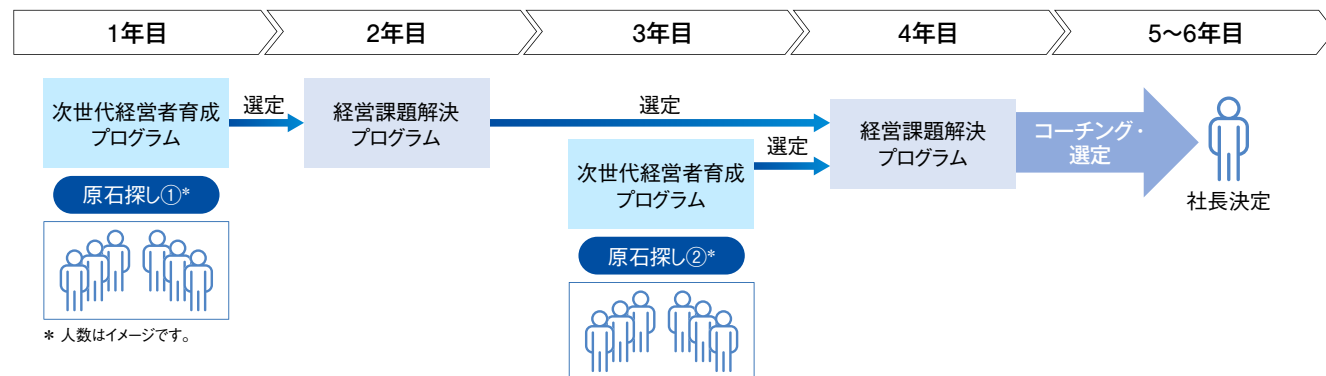 1年目
2年目
3年目
4年目
5〜6年目
次世代経営者育成
プログラム
選定
経営課題解決
プログラム
選定
選定
次世代経営者育成
プログラム
経営課題解決
プログラム
コーチング・
選定
社長決定
原石探し①*
原石探し②*
* 人数はイメージです。